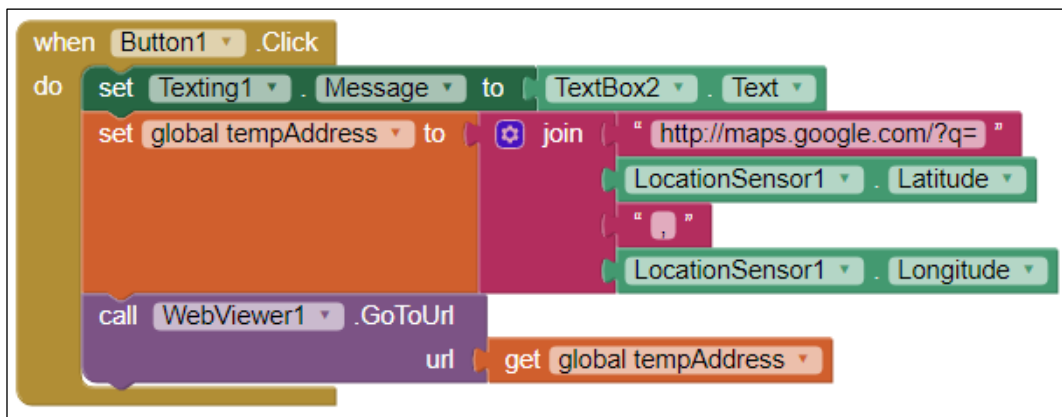 when Button1 .Click
do set Texting1 . Message to TextBox2 . Text
set global tempAddress to join “ http://maps.google.com/?q= ”
LocationSensor1 . Latitude
“ , ”
LocationSensor1 . Longitude
call WebViewer1 .GoToUrl
url get global tempAddress